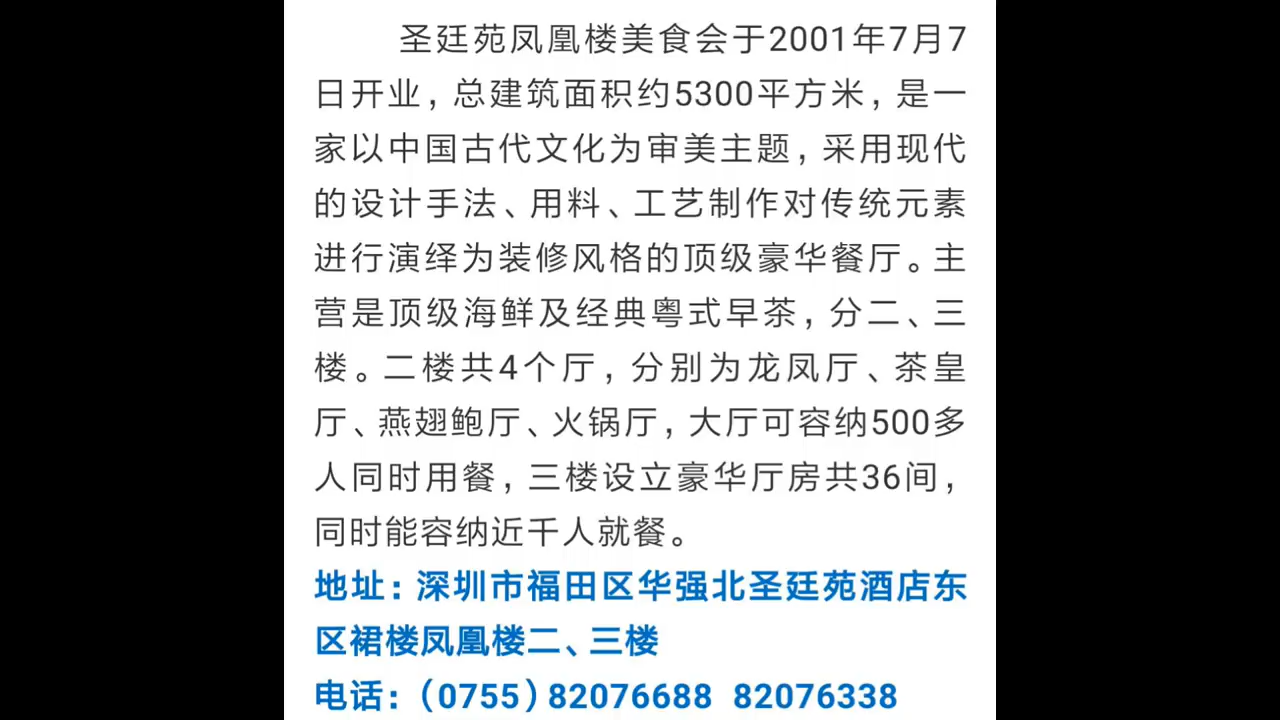 圣廷苑凤凰楼美食会于2001年7月7
日开业，总建筑面积约5300平方米，是一
家以中国古代文化为审美主题，采用现代
的设计手法、用料、工艺制作对传统元素
进行演绎为装修风格的顶级豪华餐厅。主
营是顶级海鲜及经典粤式早茶，分二、三
楼。二楼共4个厅，分别为龙凤厅、茶皇
厅、燕翅鲍厅、火锅厅，大厅可容纳500多
人同时用餐，三楼设立豪华厅房共36间，
同时能容纳近千人就餐。
地址：深圳市福田区华强北圣廷苑酒店东
区裙楼凤凰楼二、三楼
电话：（0755）82076688 82076338